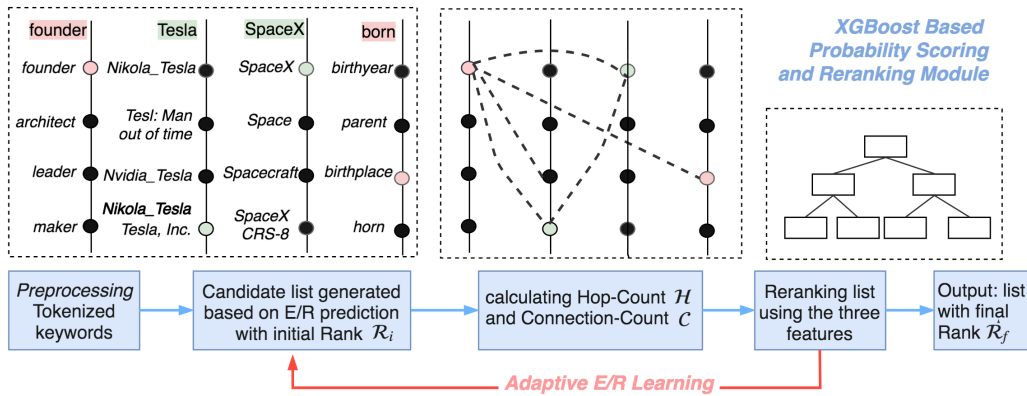 founder
Tesla
SpaceX
born
founder
Nikola_Tesla
SpaceX
birthyear
architect
Tesl: Man
out of time
Space
parent
leader
Nvidia_Tesla
Spacecraft
birthplace
maker
Nikola_Tesla
Tesla, Inc.
SpaceX
CRS-8
horn
XGBoost Based
Probability Scoring
and Reranking Module
Preprocessing
Tokenized
keywords
Candidate list generated
based on E/R prediction
with initial Rank ℛᵢ
calculating Hop-Count ℋ
and Connection-Count 𝒞
Reranking list
using the three
features
Output: list
with final
Rank ℛ̇_f
Adaptive E/R Learning